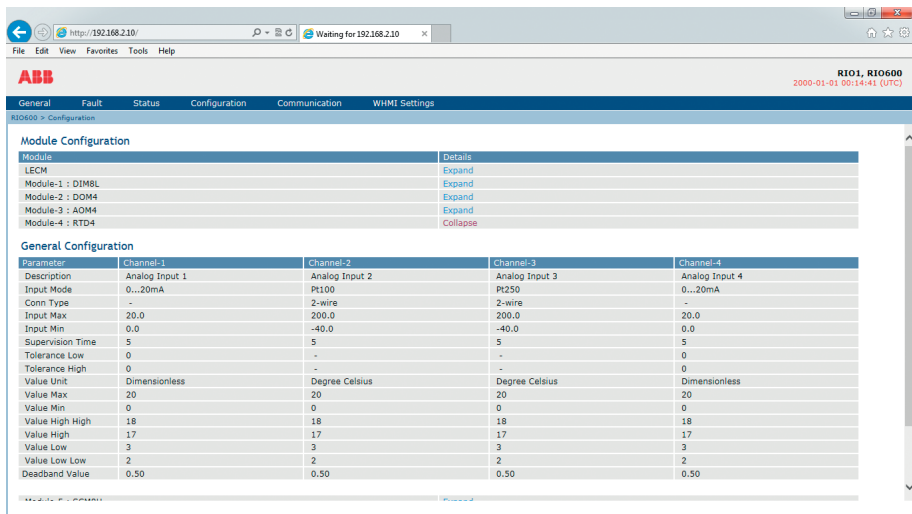 http://192.168.2.10/ Waiting for 192.168.2.10
File Edit View Favorites Tools Help
ABB
RIO1, RIO600
2000-01-01 00:14:41 (UTC)
General Fault Status Configuration Communication WHMI Settings
RIO600 > Configuration
Module Configuration
Module Details
LECM Expand
Module-1 : DIM8L Expand
Module-2 : DOM4 Expand
Module-3 : AOM4 Expand
Module-4 : RTD4 Collapse
General Configuration
Parameter Channel-1 Channel-2 Channel-3 Channel-4
Description Analog Input 1 Analog Input 2 Analog Input 3 Analog Input 4
Input Mode 0...20mA Pt100 Pt250 0...20mA
Conn Type - 2-wire 2-wire -
Input Max 20.0 200.0 200.0 20.0
Input Min 0.0 -40.0 -40.0 0.0
Supervision Time 5 5 5 5
Tolerance Low 0 - - 0
Tolerance High 0 - - 0
Value Unit Dimensionless Degree Celsius Degree Celsius Dimensionless
Value Max 20 20 20 20
Value Min 0 0 0 0
Value High High 18 18 18 18
Value High 17 17 17 17
Value Low 3 3 3 3
Value Low Low 2 2 2 2
Deadband Value 0.50 0.50 0.50 0.50